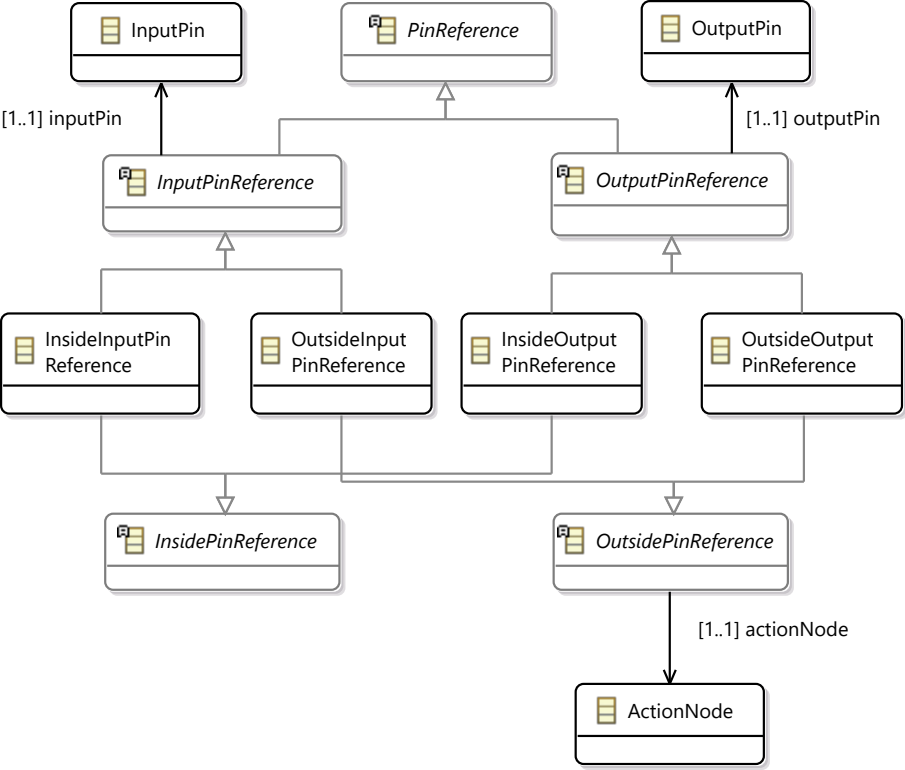 InputPin
PinReference
OutputPin
[1..1] inputPin
[1..1] outputPin
InputPinReference
OutputPinReference
InsideInputPin
Reference
OutsideInput
PinReference
InsideOutput
PinReference
OutsideOutput
PinReference
InsidePinReference
OutsidePinReference
[1..1] actionNode
ActionNode